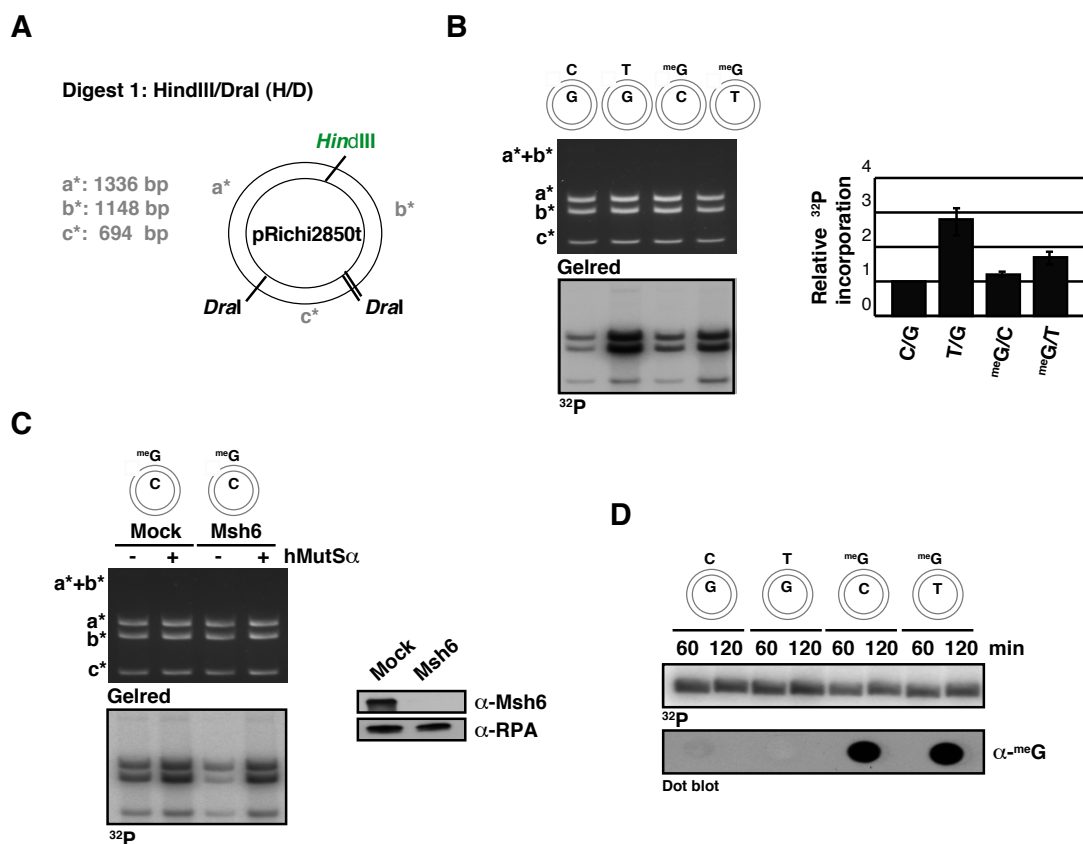 A
Digest 1: HindIII/DraI (H/D)
HindIII
a*: 1336 bp
b*: 1148 bp
c*: 694 bp
a*
b*
pRichi2850t
DraI
c*
DraI
B
C T meG meG
G G C T
a*+b*
a*
b*
c*
Gelred
32P
Relative 32P
incorporation
4
3
2
1
0
C/G
T/G
meG/C
meG/T
C
meG meG
C C
Mock Msh6
- + - + hMutSα
a*+b*
a*
b*
c*
Gelred
32P
Mock
Msh6
α-Msh6
α-RPA
D
C T meG meG
G G C T
60 120 60 120 60 120 60 120 min
32P
α-meG
Dot blot